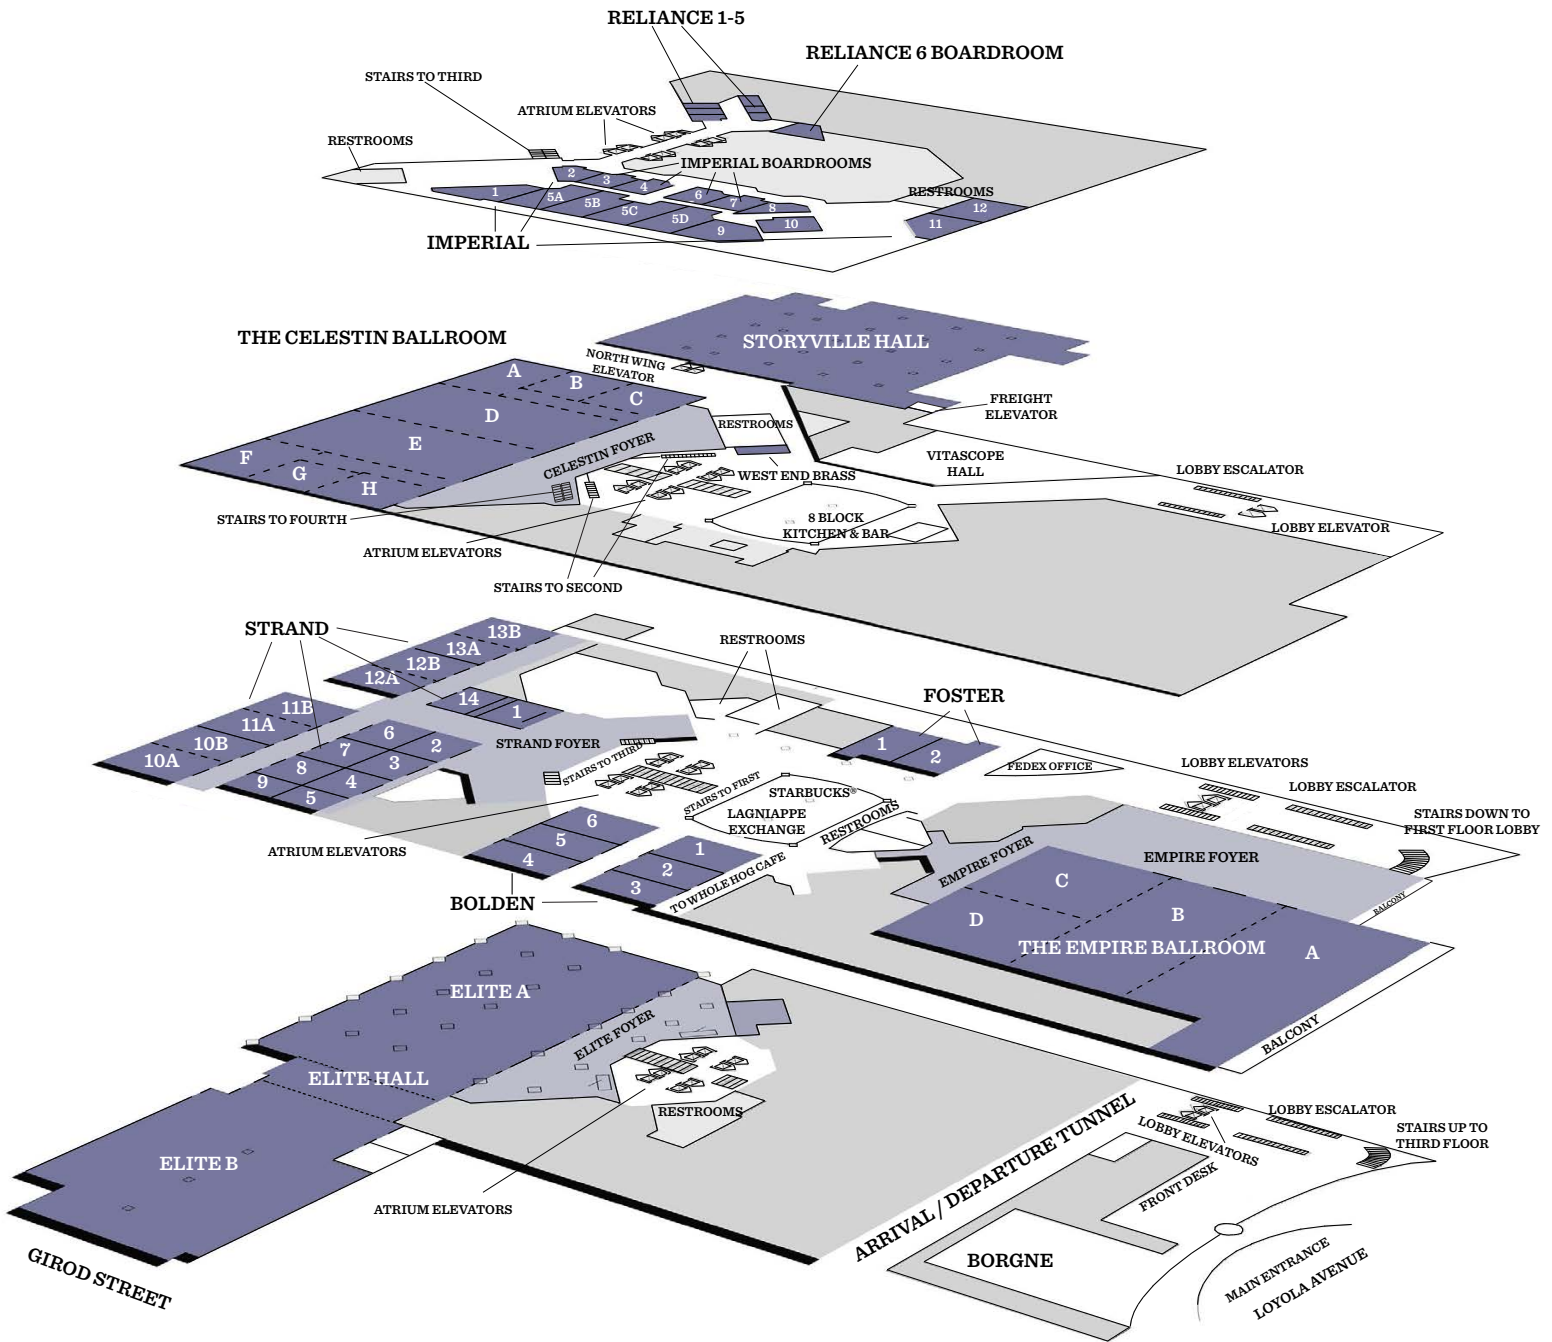 RELIANCE 1-5
RELIANCE 6 BOARDROOM
STAIRS TO THIRD
ATRIUM ELEVATORS
RESTROOMS
IMPERIAL BOARDROOMS
2
3
4
1
5A
5B
5C
5D
6
7
8
9
10
RESTROOMS
12
11
IMPERIAL
THE CELESTIN BALLROOM
STORYVILLE HALL
NORTH WING
ELEVATOR
A
B
C
D
E
F
G
H
FREIGHT
ELEVATOR
RESTROOMS
CELESTIN FOYER
WEST END BRASS
VITASCOPE
HALL
LOBBY ESCALATOR
8 BLOCK
KITCHEN & BAR
LOBBY ELEVATOR
STAIRS TO FOURTH
ATRIUM ELEVATORS
STAIRS TO SECOND
STRAND
13B
13A
12B
12A
RESTROOMS
FOSTER
14
1
11B
11A
10B
10A
6
7
2
8
3
9
4
5
STRAND FOYER
STAIRS TO THIRD
1
2
FEDEX OFFICE
LOBBY ELEVATORS
LOBBY ESCALATOR
STAIRS DOWN TO
FIRST FLOOR LOBBY
STAIRS TO FIRST
STARBUCKS®
LAGNIAPPE
EXCHANGE
RESTROOMS
ATRIUM ELEVATORS
6
5
4
1
2
3
TO WHOLE HOG CAFE
BOLDEN
EMPIRE FOYER
EMPIRE FOYER
C
D
B
A
THE EMPIRE BALLROOM
BALCONY
BALCONY
ELITE A
ELITE FOYER
ELITE HALL
RESTROOMS
ELITE B
ATRIUM ELEVATORS
GIROD STREET
ARRIVAL / DEPARTURE TUNNEL
LOBBY ELEVATORS
LOBBY ESCALATOR
STAIRS UP TO
THIRD FLOOR
FRONT DESK
BORGNE
MAIN ENTRANCE
LOYOLA AVENUE